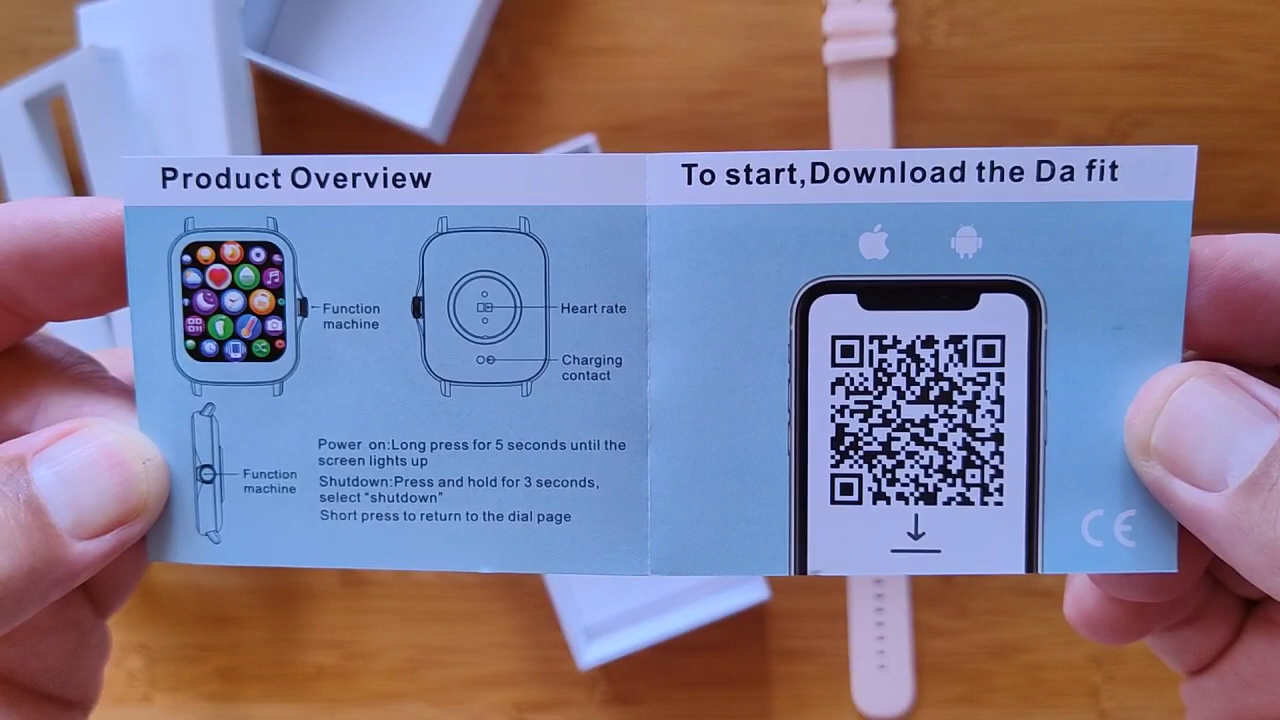 Product Overview
Function
machine
Heart rate
Charging
contact
Function
machine
Power on:Long press for 5 seconds until the
screen lights up
Shutdown:Press and hold for 3 seconds,
select "shutdown"
Short press to return to the dial page
To start,Download the Da fit
CE